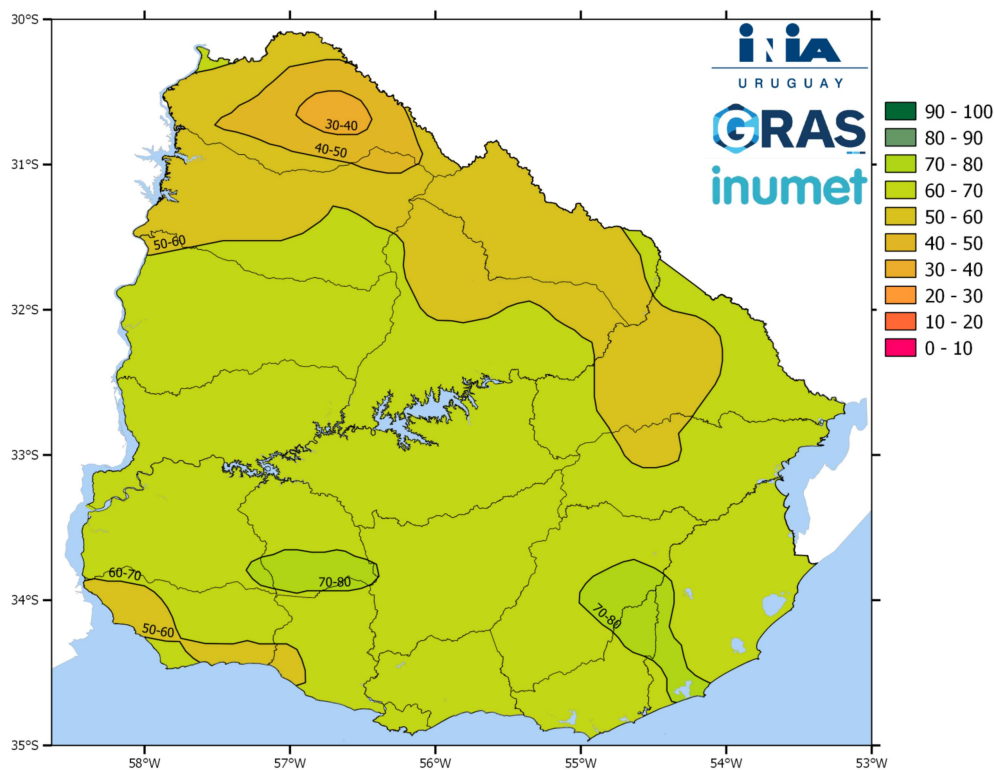 30°S
31°S
32°S
33°S
34°S
35°S
58°W
57°W
56°W
55°W
54°W
53°W
INIA
URUGUAY
GRAS
inumet
90 - 100
80 - 90
70 - 80
60 - 70
50 - 60
40 - 50
30 - 40
20 - 30
10 - 20
0 - 10
30-40
40-50
50-60
60-70
70-80
50-60
70-80